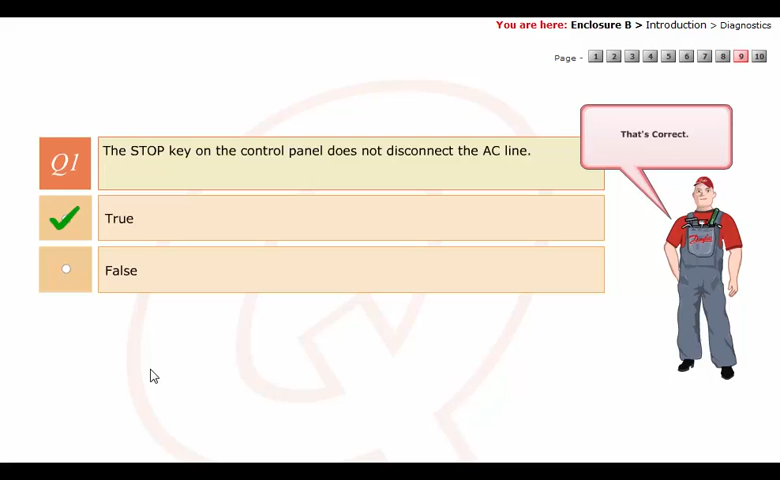 You are here: Enclosure B > Introduction > Diagnostics
Page - 1 2 3 4 5 6 7 8 9 10
That's Correct.
Q1 The STOP key on the control panel does not disconnect the AC line.
True
False
Danfoss